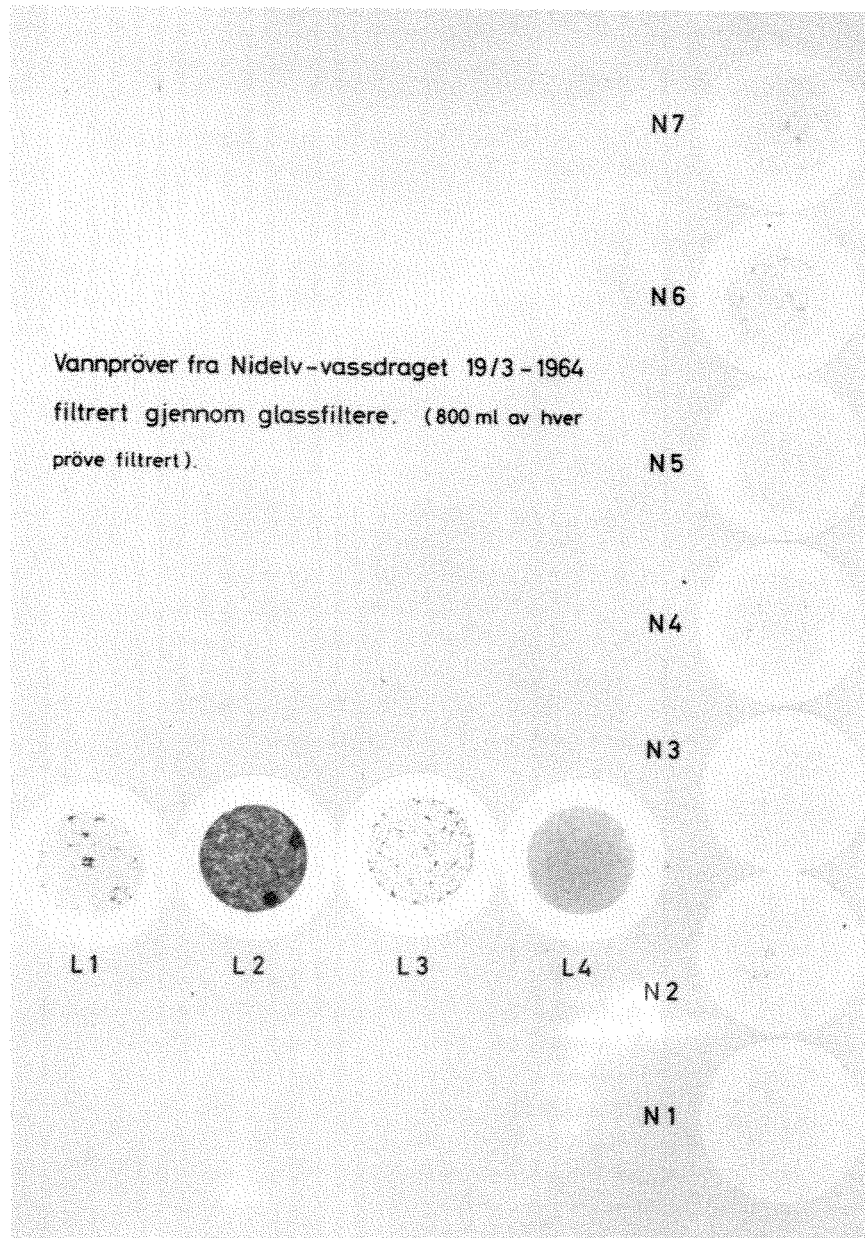 N7
N6
Vannpröver fra Nidelv-vassdraget 19/3-1964
filtrert gjennom glassfiltere. (800 ml av hver
pröve filtrert).
N5
N4
N3
L1 L2 L3 L4
N2
N1